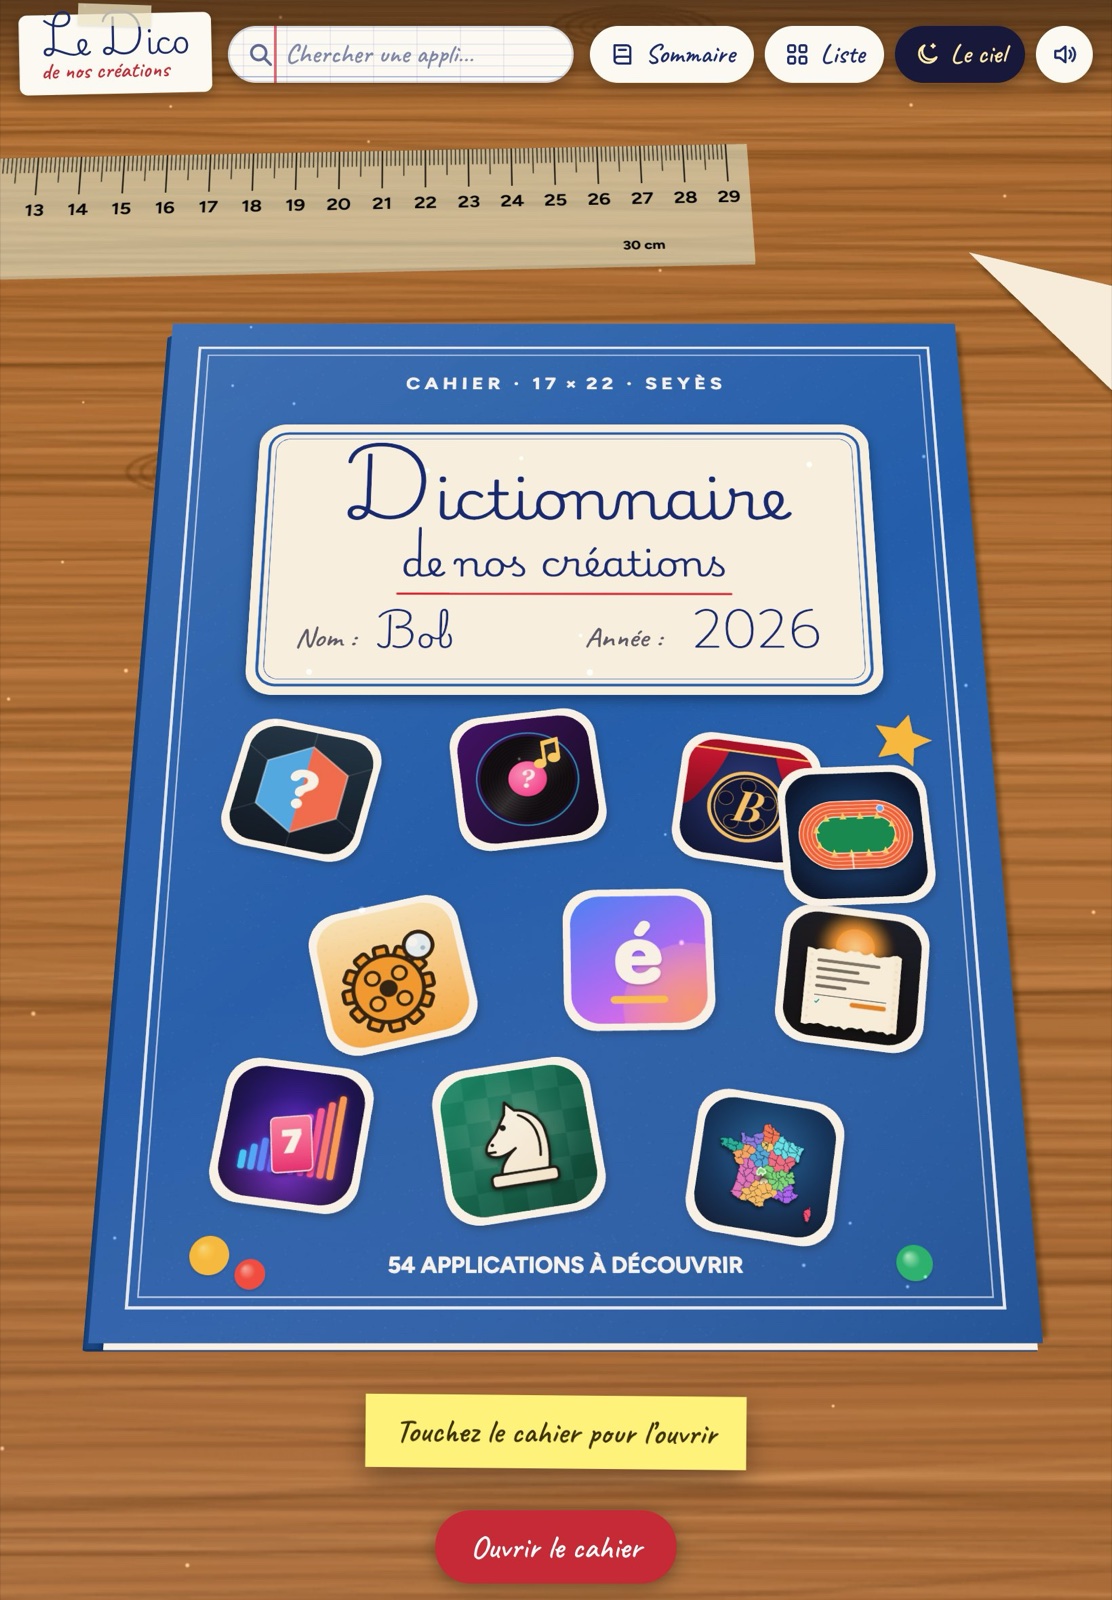 Le Dico
de nos créations
Chercher une appli...
Sommaire
Liste
Le ciel
13 14 15 16 17 18 19 20 21 22 23 24 25 26 27 28 29
30 cm
CAHIER · 17 × 22 · SEYÈS
Dictionnaire
de nos créations
Nom : Bob Année : 2026
?
?
B
é
7
54 APPLICATIONS À DÉCOUVRIR
Touchez le cahier pour l'ouvrir
Ouvrir le cahier